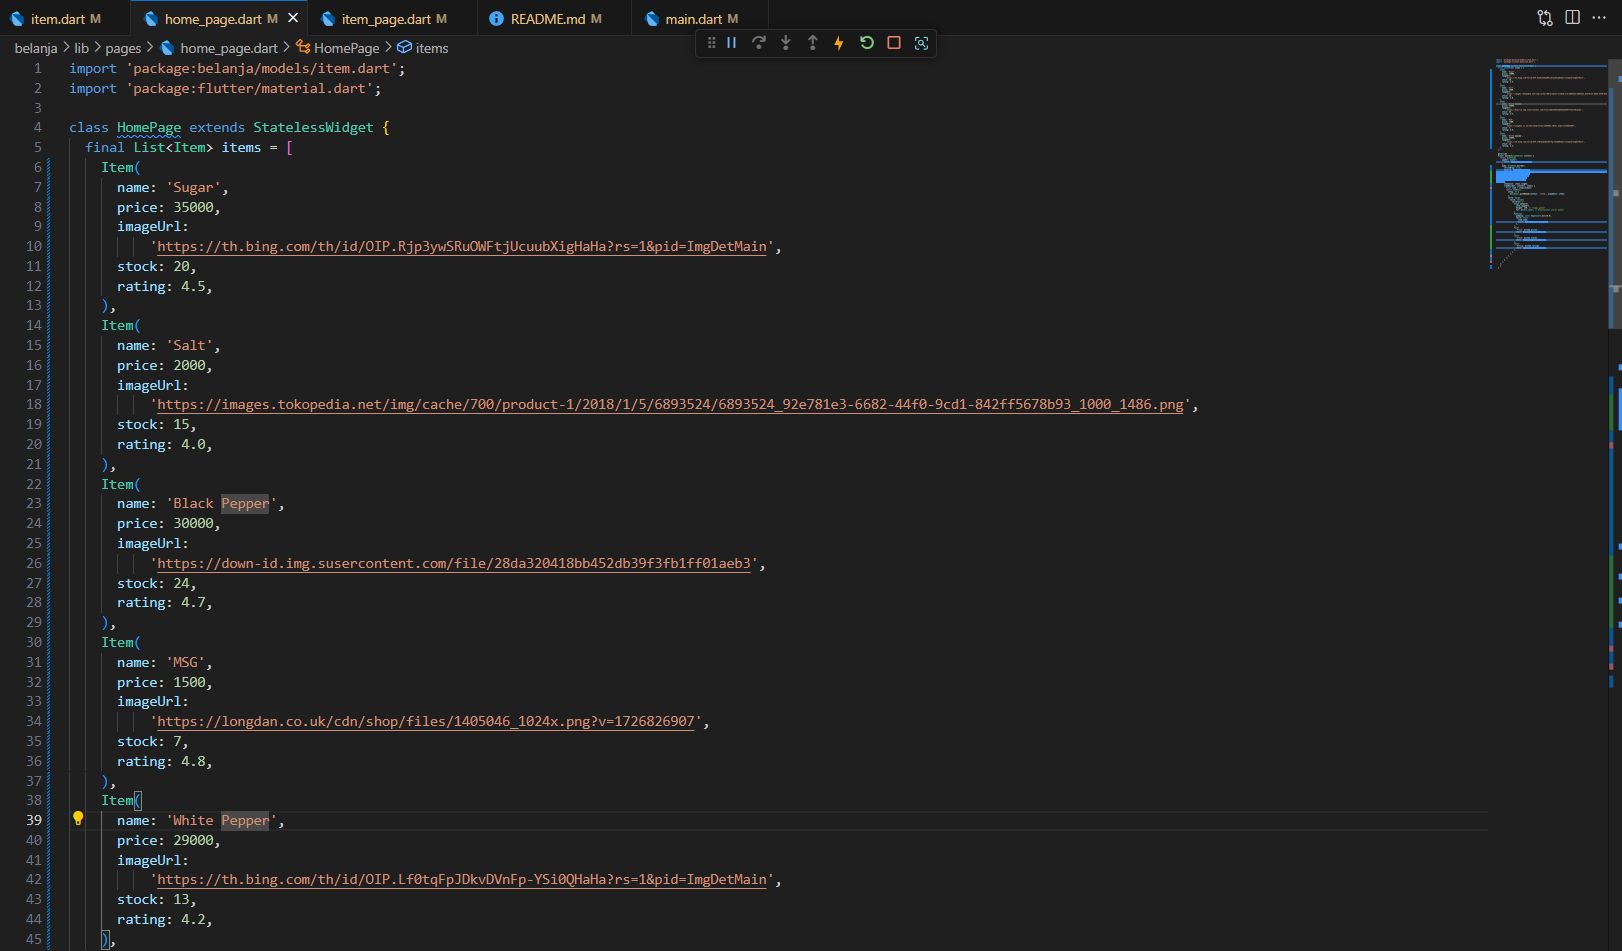 item.dart M
home_page.dart M
item_page.dart M
README.md M
main.dart M
belanja > lib > pages > home_page.dart > HomePage > items
1 import 'package:belanja/models/item.dart';
2 import 'package:flutter/material.dart';
3
4 class HomePage extends StatelessWidget {
5 final List<Item> items = [
6 Item(
7 name: 'Sugar',
8 price: 35000,
9 imageUrl:
10 'https://th.bing.com/th/id/OIP.Rjp3ywSRuOWFtjUcuubXigHaHa?rs=1&pid=ImgDetMain',
11 stock: 20,
12 rating: 4.5,
13 ),
14 Item(
15 name: 'Salt',
16 price: 2000,
17 imageUrl:
18 'https://images.tokopedia.net/img/cache/700/product-1/2018/1/5/6893524/6893524_92e781e3-6682-44f0-9cd1-842ff5678b93_1000_1486.png',
19 stock: 15,
20 rating: 4.0,
21 ),
22 Item(
23 name: 'Black Pepper',
24 price: 30000,
25 imageUrl:
26 'https://down-id.img.susercontent.com/file/28da320418bb452db39f3fb1ff01aeb3',
27 stock: 24,
28 rating: 4.7,
29 ),
30 Item(
31 name: 'MSG',
32 price: 1500,
33 imageUrl:
34 'https://longdan.co.uk/cdn/shop/files/1405046_1024x.png?v=1726826907',
35 stock: 7,
36 rating: 4.8,
37 ),
38 Item(
39 name: 'White Pepper',
40 price: 29000,
41 imageUrl:
42 'https://th.bing.com/th/id/OIP.Lf0tqFpJDkvDVnFp-YSi0QHaHa?rs=1&pid=ImgDetMain',
43 stock: 13,
44 rating: 4.2,
45 ),